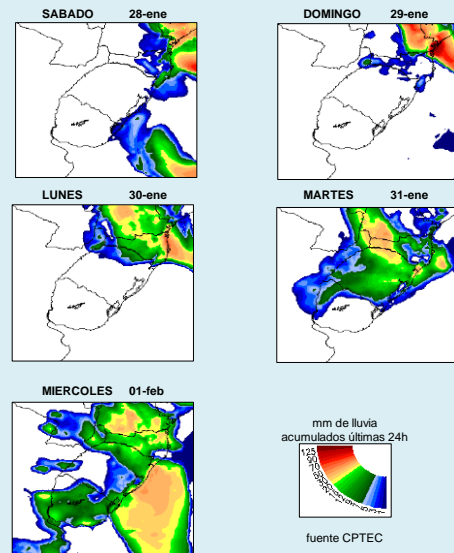 SABADO 28-ene
DOMINGO 29-ene
LUNES 30-ene
MARTES 31-ene
MIERCOLES 01-feb
mm de lluvia
acumulados últimas 24h
fuente CPTEC